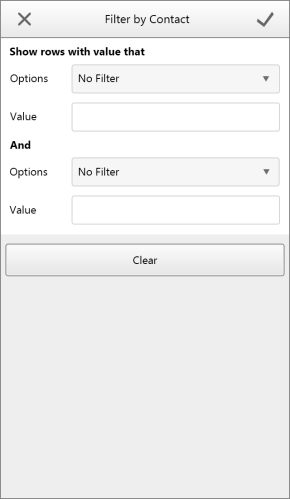 Filter by Contact
Show rows with value that
Options No Filter
Value
And
Options No Filter
Value
Clear